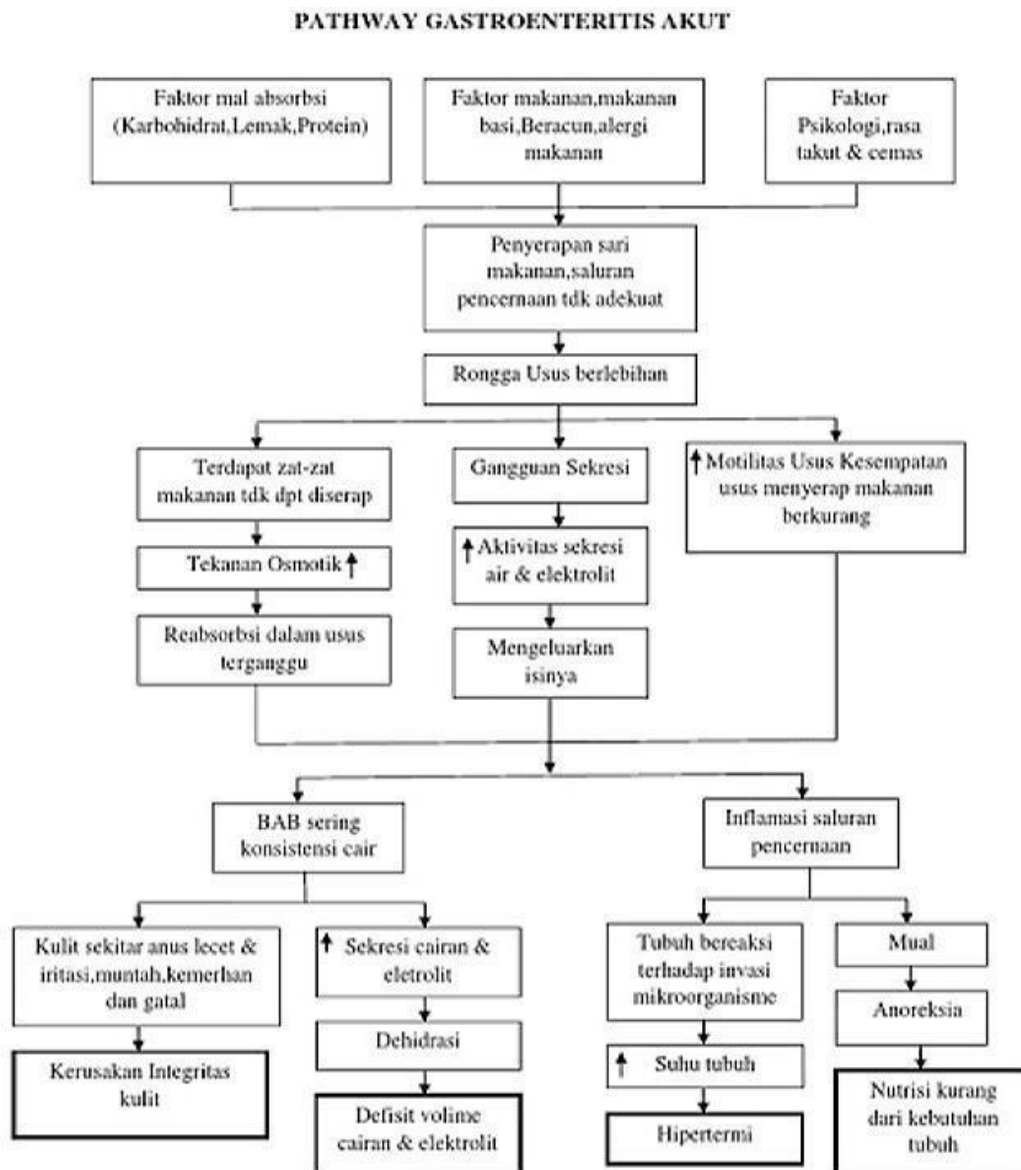 PATHWAY GASTROENTERITIS AKUT
Faktor mal absorbsi
(Karbohidrat,Lemak,Protein)
Faktor makanan,makanan
basi,Beracun,alergi
makanan
Faktor
Psikologi,rasa
takut & cemas
Penyerapan sari
makanan,saluran
pencernaan tdk adekuat
Rongga Usus berlebihan
Terdapat zat-zat
makanan tdk dpt diserap
Gangguan Sekresi
↑ Motilitas Usus Kesempatan
usus menyerap makanan
berkurang
Tekanan Osmotik ↑
↑ Aktivitas sekresi
air & elektrolit
Reabsorbsi dalam usus
terganggu
Mengeluarkan
isinya
BAB sering
konsistensi cair
Inflamasi saluran
pencernaan
Kulit sekitar anus lecet &
iritasi,muntah,kemerhan
dan gatal
↑ Sekresi cairan &
eletrolit
Tubuh bereaksi
terhadap invasi
mikroorganisme
Mual
Anoreksia
Dehidrasi
Kerusakan Integritas
kulit
↑ Suhu tubuh
Defisit volime
cairan & elektrolit
Hipertermi
Nutrisi kurang
dari kebutuhan
tubuh